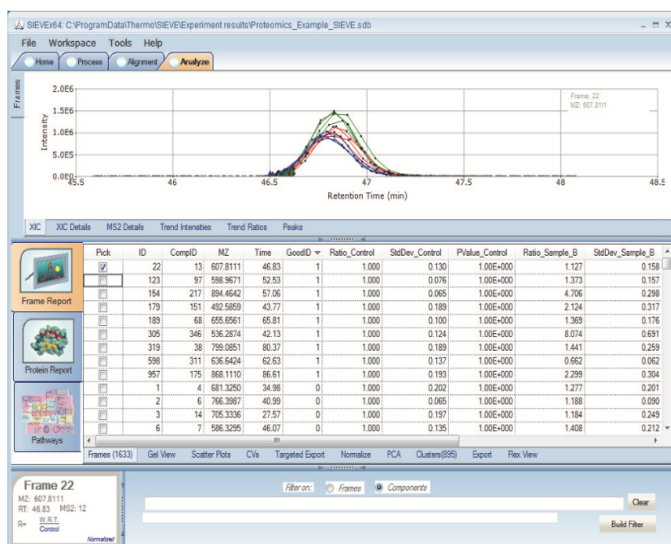 SIEVEx64: C:\ProgramData\Thermo\SIEVE\Experiment results\Proteomics_Example_SIEVE.sdb
File Workspace Tools Help
Home Process Alignment Analyze
Frames
2.0E6
1.5E6
1.0E6
5.0E5
0.0E0
Intensity
Frame: 22
MZ: 607.8111
45.5 46 46.5 47 47.5 48 48.5
Retention Time (min)
XIC XIC Details MS2 Details Trend Intensities Trend Ratios Peaks
Frame Report
Protein Report
Pathways
Pick ID CompID MZ Time GoodID Ratio_Control StdDev_Control PValue_Control Ratio_Sample_B StdDev_Sample_B
22 13 607.8111 46.83 1 1.000 0.130 1.00E+000 1.127 0.158
123 97 598.9671 52.53 1 1.000 0.076 1.00E+000 1.373 0.157
154 217 894.4642 57.06 1 1.000 0.065 1.00E+000 4.706 0.298
179 151 492.5859 43.77 1 1.000 0.189 1.00E+000 2.124 0.317
189 68 655.6561 65.81 1 1.000 0.100 1.00E+000 1.369 0.176
305 346 536.2874 42.13 1 1.000 0.124 1.00E+000 8.074 0.691
319 38 799.0851 80.37 1 1.000 0.189 1.00E+000 1.441 0.259
598 311 636.6424 62.63 1 1.000 0.137 1.00E+000 0.662 0.062
957 175 868.1110 86.61 1 1.000 0.193 1.00E+000 2.299 0.304
1 4 681.3250 34.98 0 1.000 0.202 1.00E+000 1.277 0.201
2 6 766.3987 40.99 0 1.000 0.065 1.00E+000 1.188 0.090
3 14 705.3336 27.57 0 1.000 0.197 1.00E+000 1.184 0.249
6 7 586.3295 46.07 0 1.000 0.135 1.00E+000 1.408 0.212
Frames (1633) Gel View Scatter Plots CVs Targeted Export Normalize PCA Clusters(895) Export Flex View
Frame 22
MZ: 607.8111
RT: 46.83 MS2: 12
R= W.R.T.
Control
Normalized
Filter on: Frames Components
Clear
Build Filter